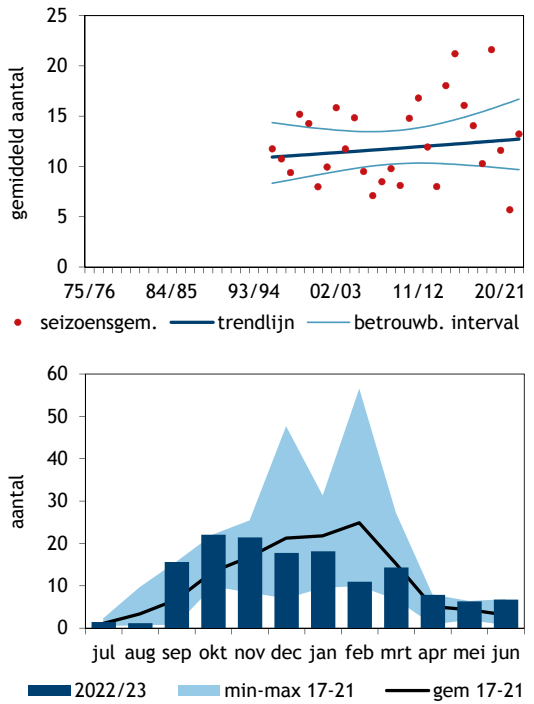 25
20
15
10
5
0
gemiddeld aantal
75/76 84/85 93/94 02/03 11/12 20/21
seizoensgem. trendlijn betrouwb. interval
60
50
40
30
20
10
0
aantal
jul aug sep okt nov dec jan feb mrt apr mei jun
2022/23 min-max 17-21 gem 17-21